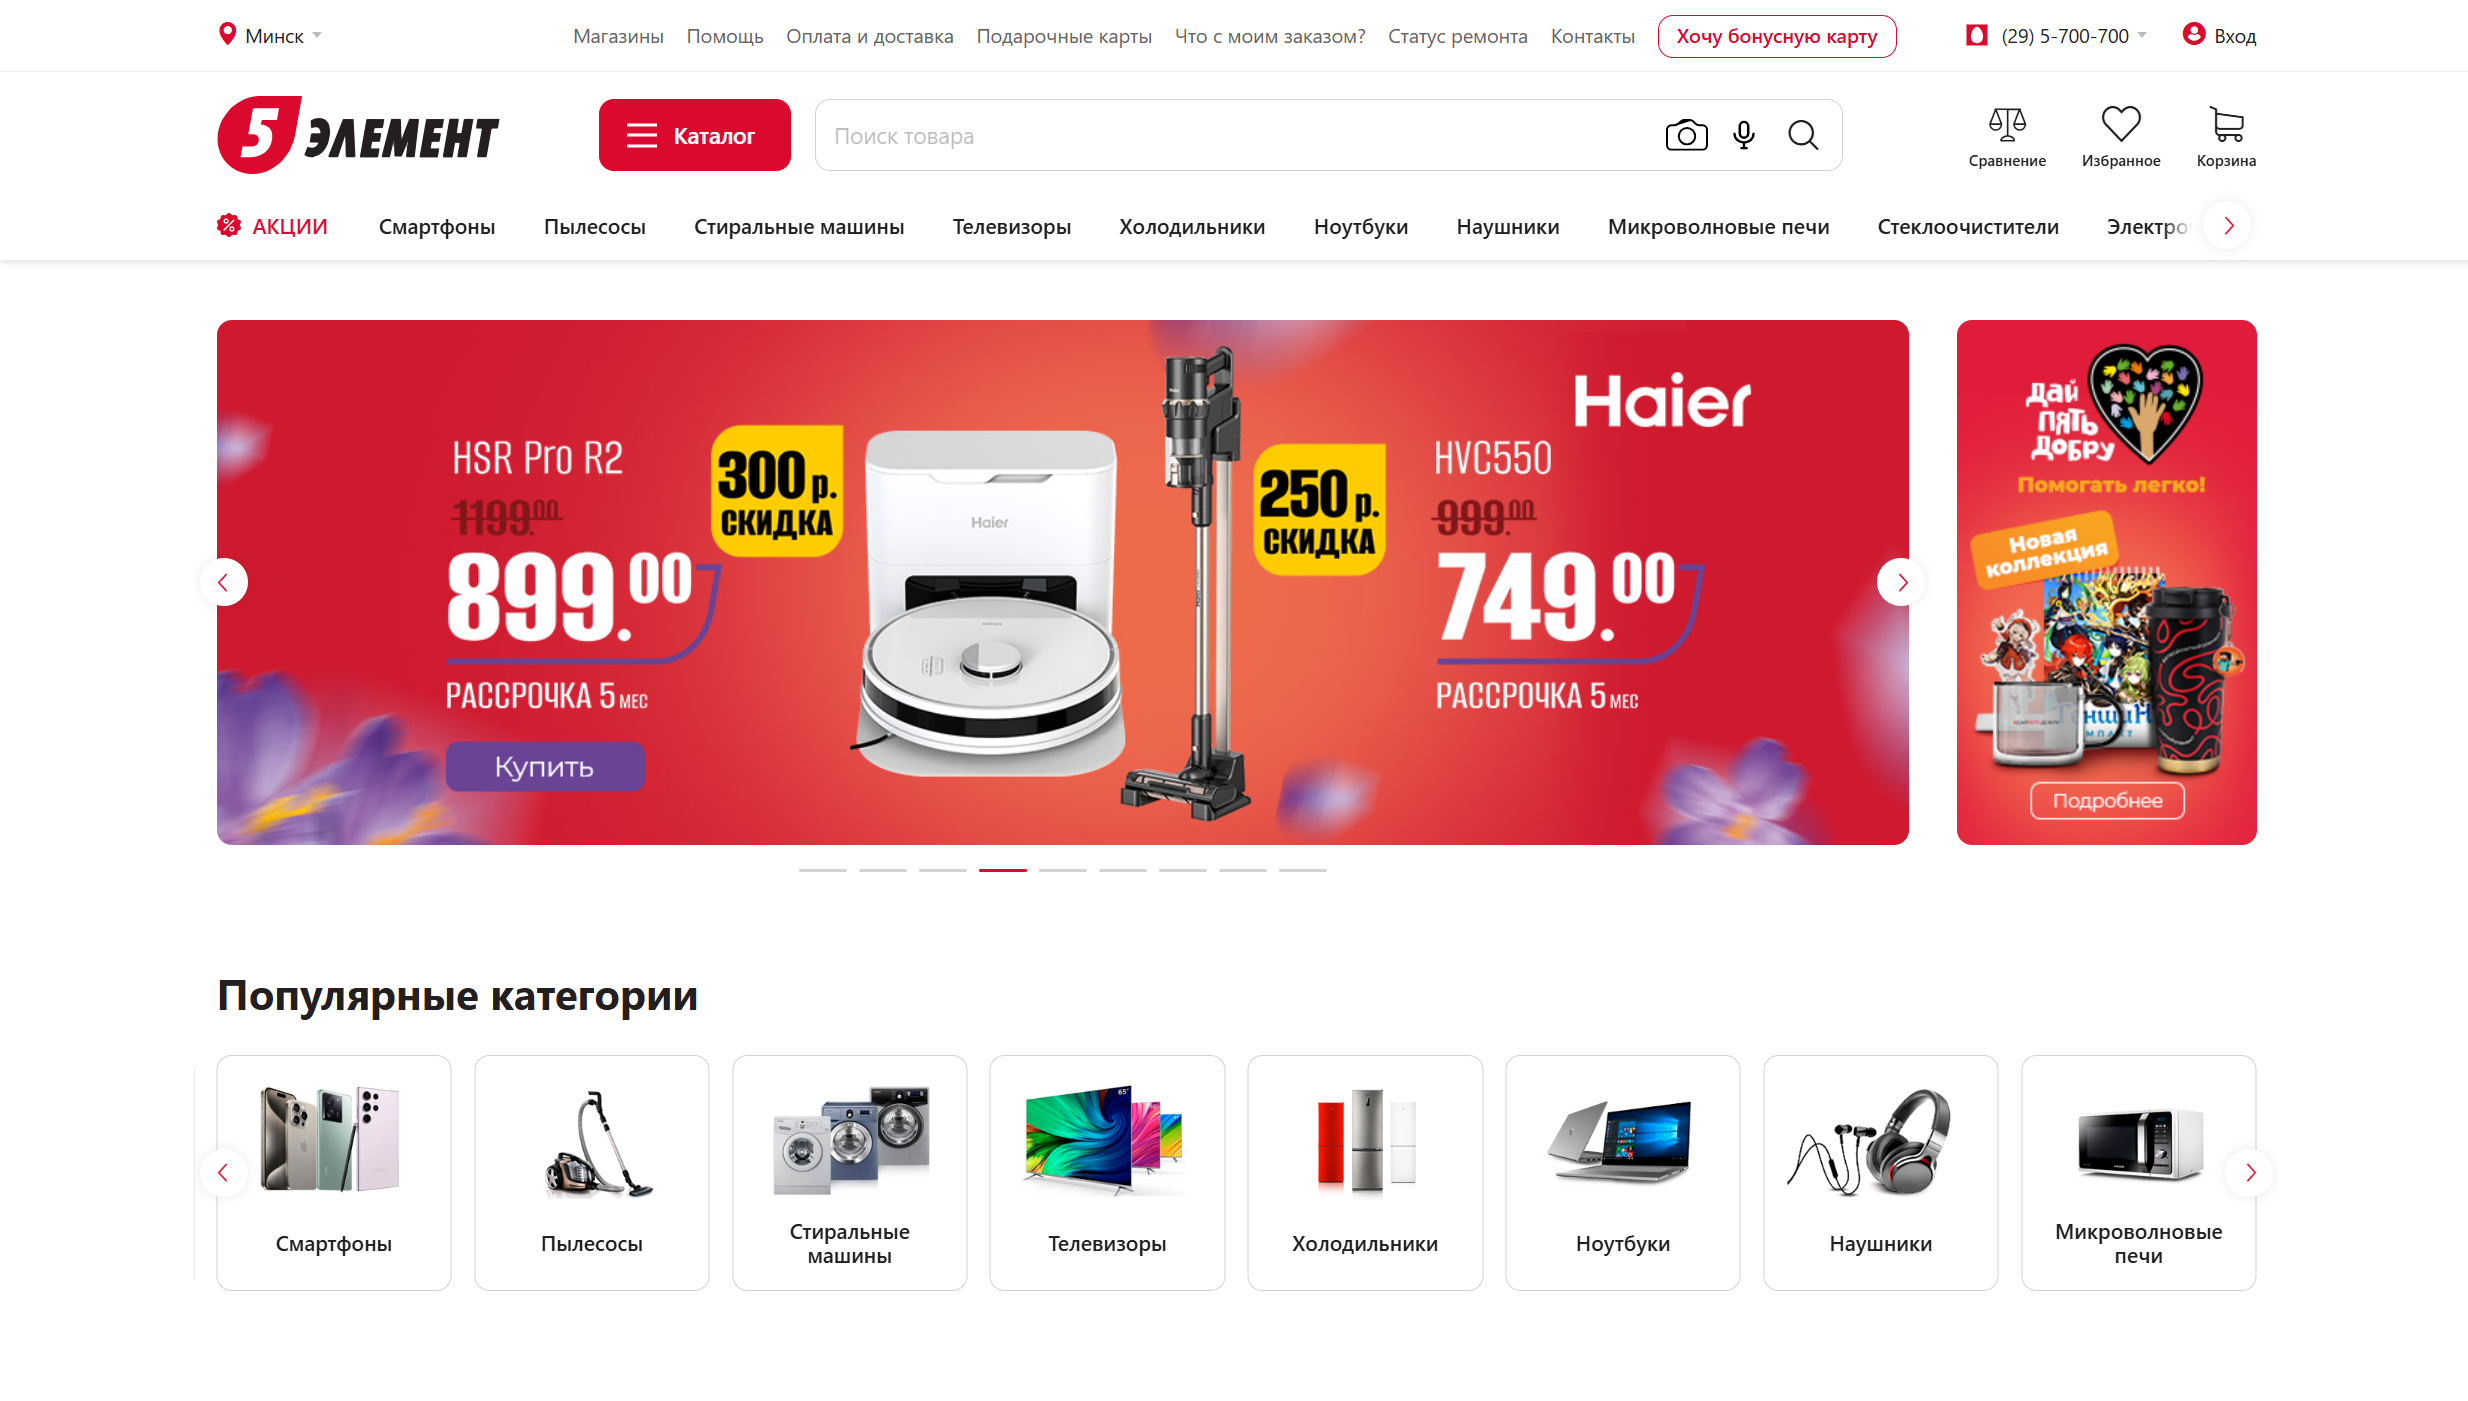 Минск
Магазины
Помощь
Оплата и доставка
Подарочные карты
Что с моим заказом?
Статус ремонта
Контакты
Хочу бонусную карту
(29) 5-700-700
Вход
5 ЭЛЕМЕНТ
Каталог
Поиск товара
Сравнение
Избранное
Корзина
АКЦИИ
Смартфоны
Пылесосы
Стиральные машины
Телевизоры
Холодильники
Ноутбуки
Наушники
Микроволновые печи
Стеклоочистители
Электро
HSR Pro R2
1199.00
899.00
РАССРОЧКА 5 МЕС
Купить
300 р.
СКИДКА
Haier
250 р.
СКИДКА
Haier
HVC550
999.00
749.00
РАССРОЧКА 5 МЕС
Дай
пять
добру
Помогать легко!
Новая
коллекция
Подробнее
Популярные категории
Смартфоны
Пылесосы
Стиральные
машины
65"
Телевизоры
Холодильники
Ноутбуки
Наушники
Микроволновые
печи